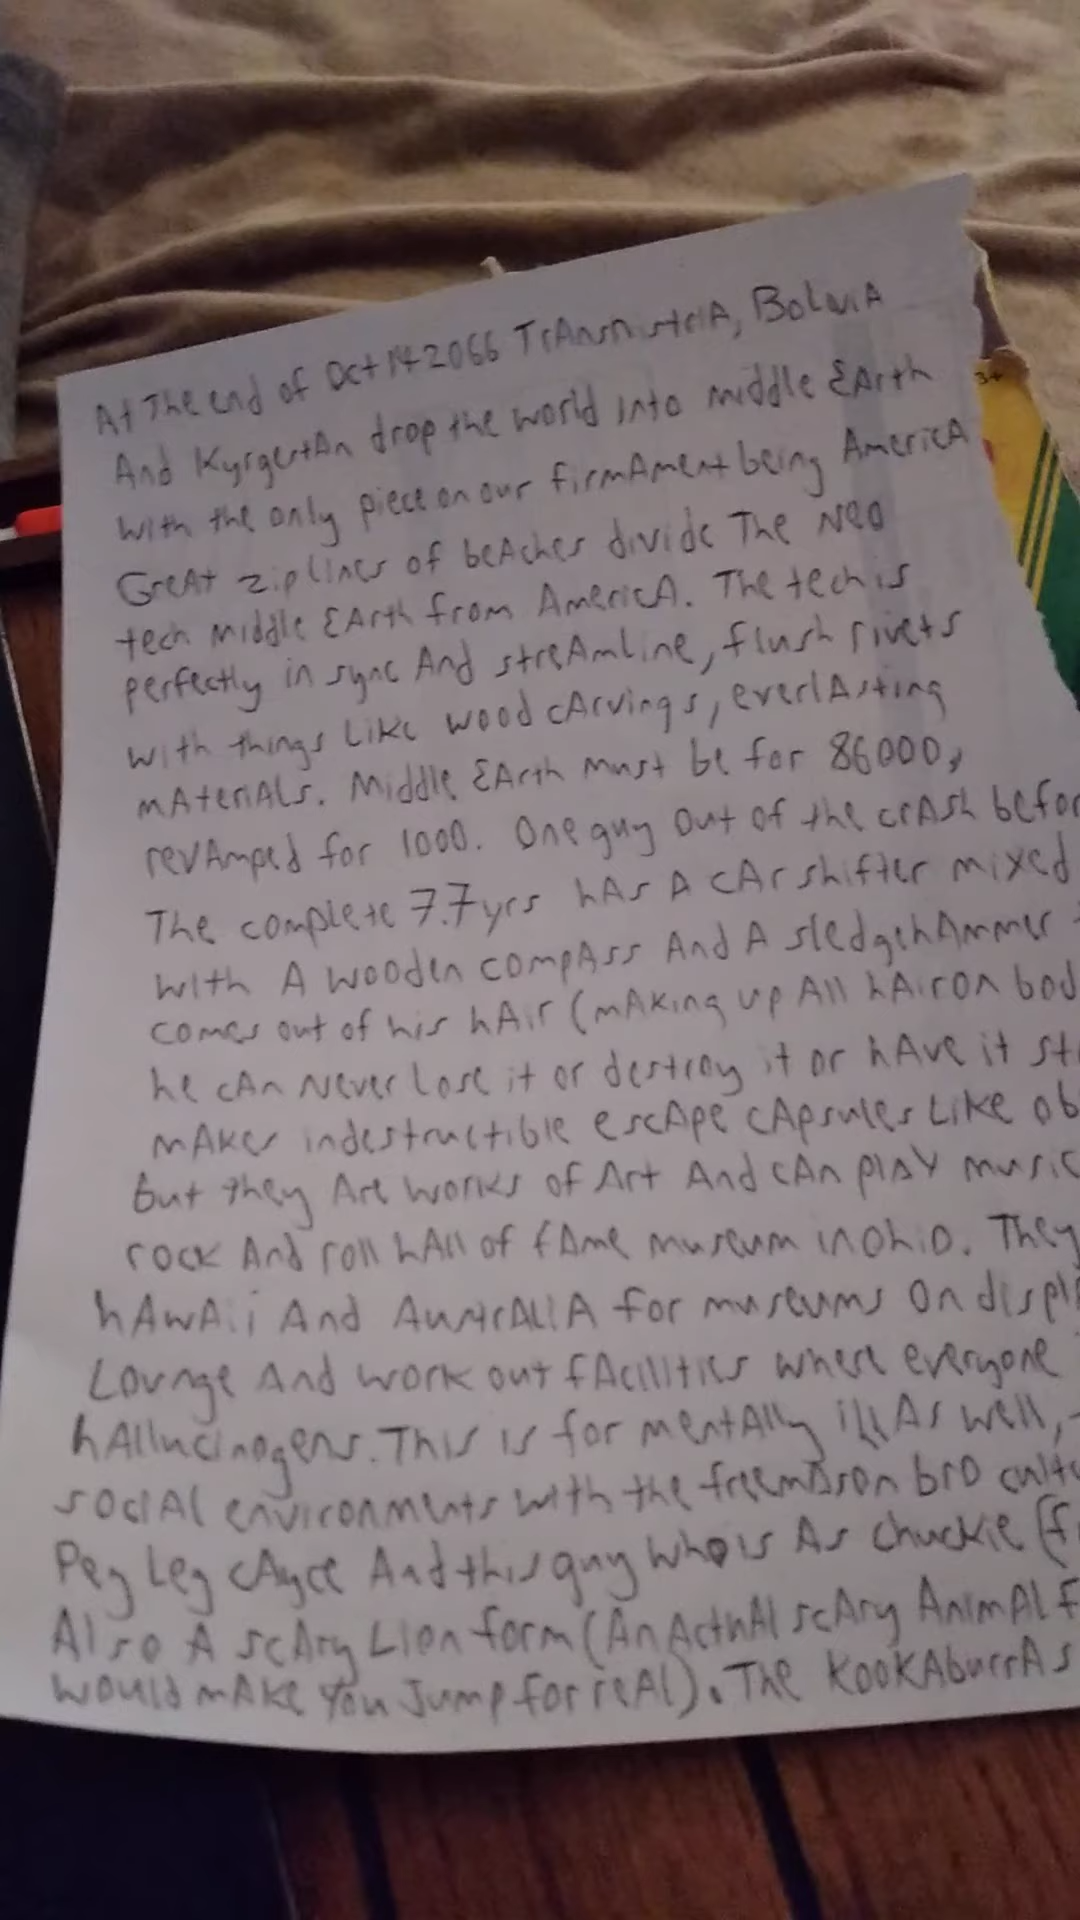 At The end of Oct 14 2066 TrAnsnistriA, BoliviA
And KyrgestAn drop the world into middle EArth
with the only piece on our firmAment being AmericA
GreAt ziplines of beAches divide The Neo
tech middle EArth from AmericA. The tech is
perfectly in sync And streAmline, flush rivets
with things like wood cArvings, everlAsting
mAteriAls. Middle EArth must be for 86000,
revAmped for 1000. One guy out of the crAsh befor
The complete 7.7yrs hAs A cAr shifter mixed
with A wooden compAss And A sledgehAmmer
comes out of his hAir (mAking up All hAir on bod
he cAn Never Lose it or destroy it or hAve it st
mAkes indestructible escApe cApsules Like ob
but they Are works of Art And cAn plAy music
rock And roll hAll of fAme museum in Ohio. They
hAwAii And AustrAliA for museums On displ
Lounge And work out fAcilities where everyone
hAllucinogens. This is for mentAlly ill As well,
sociAl environments with the freemAson bro cultu
Peg Leg cAyce And this guy who is As Chuckie (f
Also A scAry Lion form (An ActuAl scAry AnimAl f
would mAke You Jump for reAl). The KookAburrAs
3+